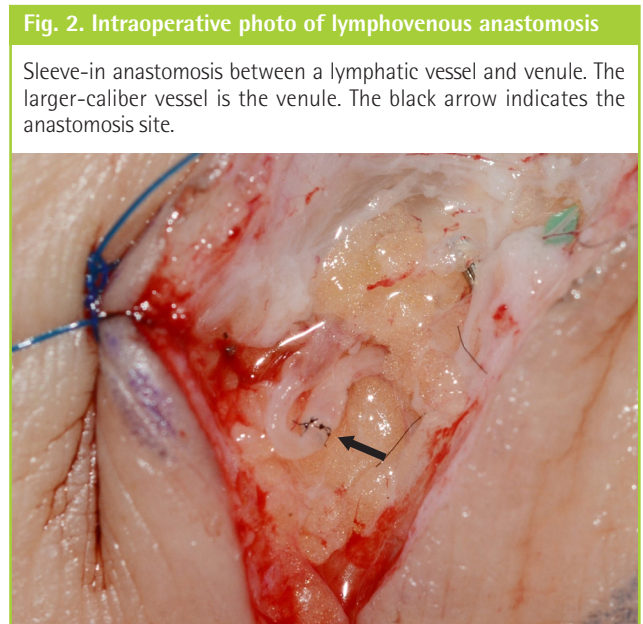 Fig. 2. Intraoperative photo of lymphovenous anastomosis
Sleeve-in anastomosis between a lymphatic vessel and venule. The
larger-caliber vessel is the venule. The black arrow indicates the
anastomosis site.